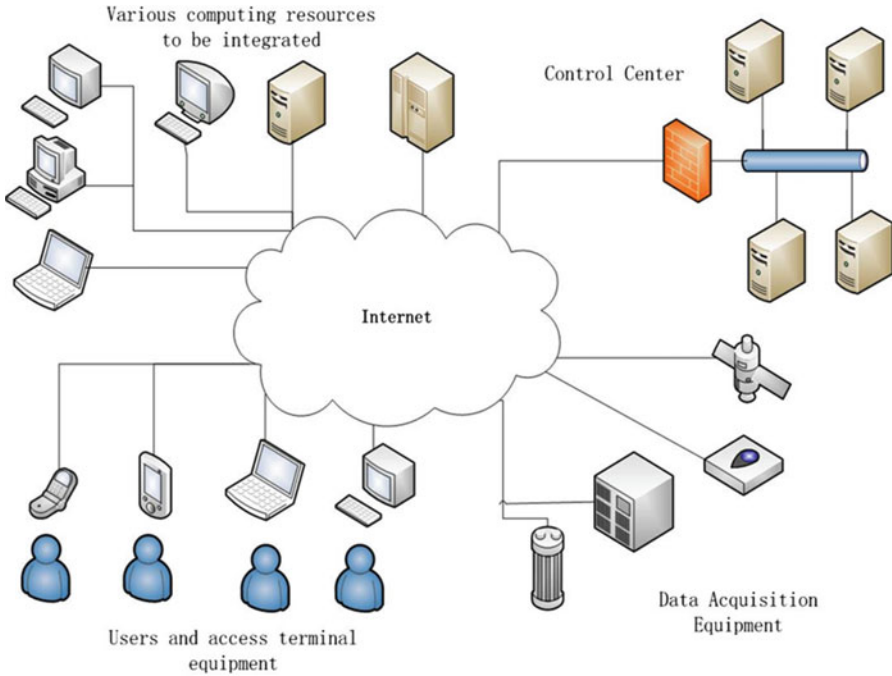 Various computing resources
to be integrated
Control Center
Internet
Data Acquisition
Equipment
Users and access terminal
equipment